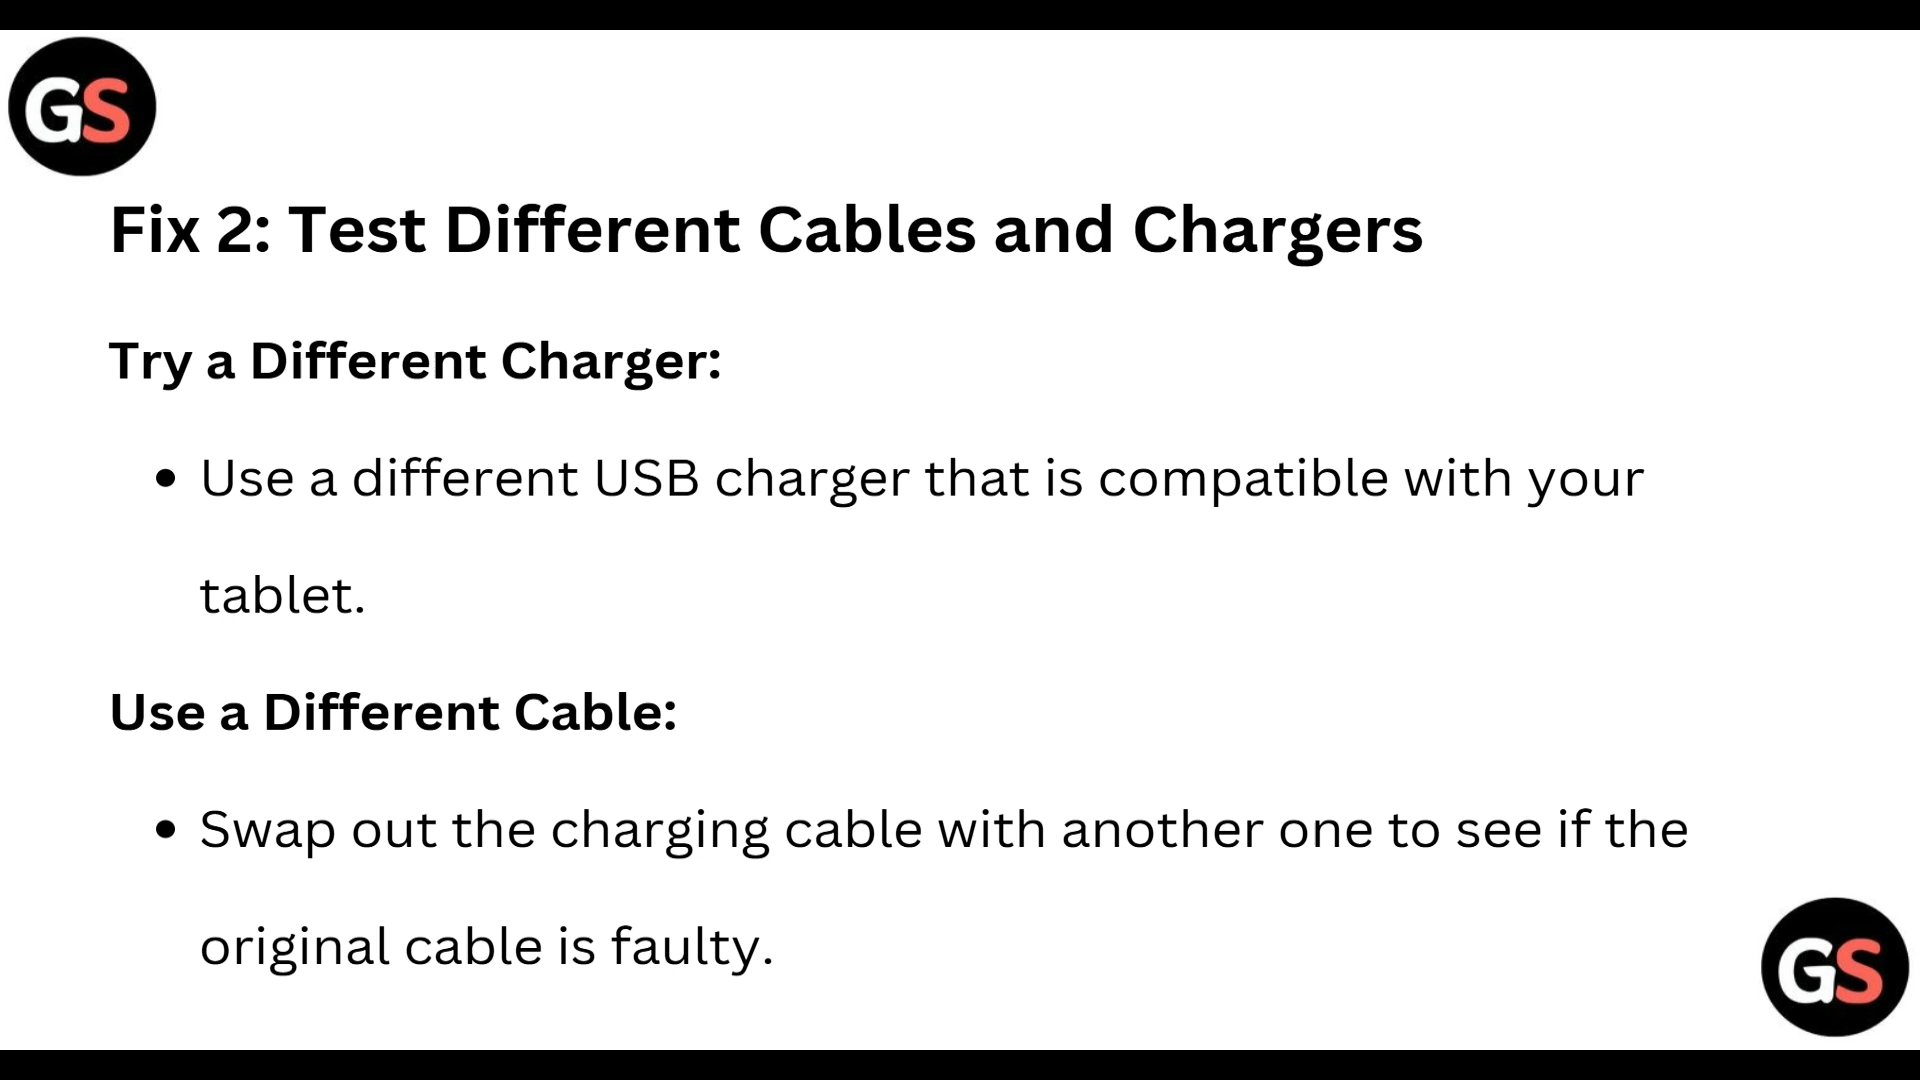 GS
Fix 2: Test Different Cables and Chargers
Try a Different Charger:
• Use a different USB charger that is compatible with your
tablet.
Use a Different Cable:
• Swap out the charging cable with another one to see if the
original cable is faulty.
GS